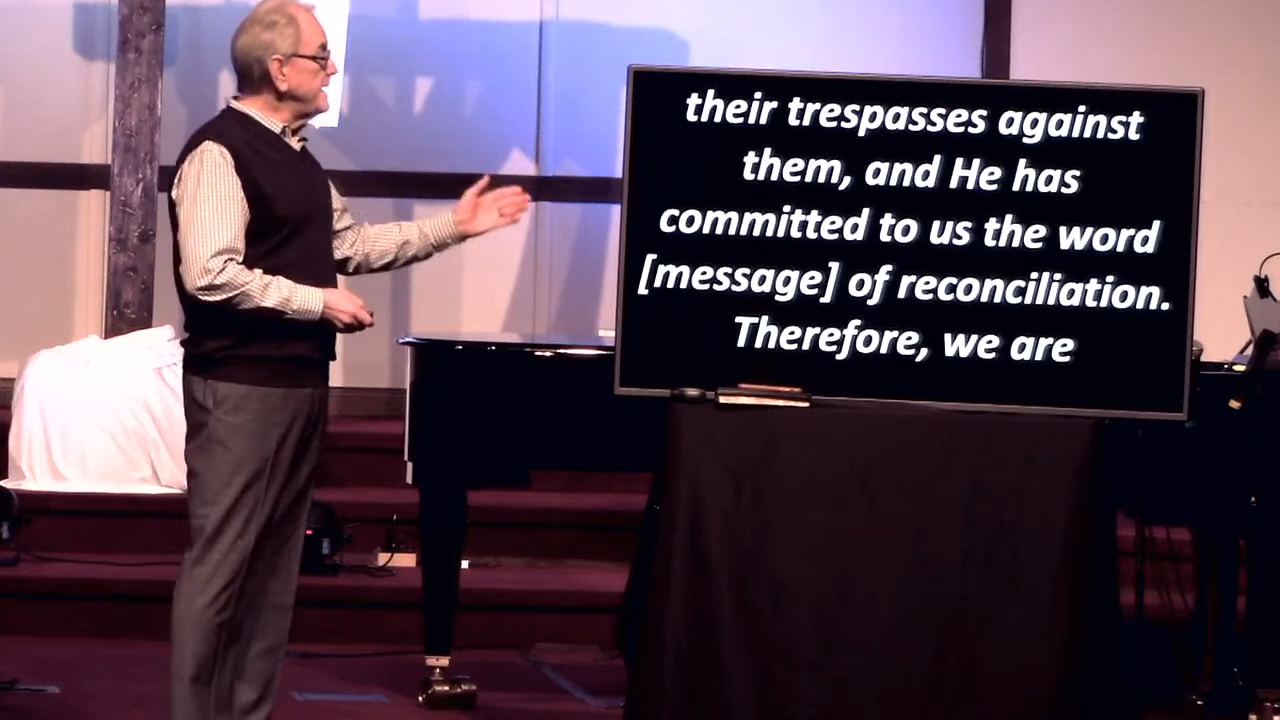 their trespasses against
them, and He has
committed to us the word
[message] of reconciliation.
Therefore, we are